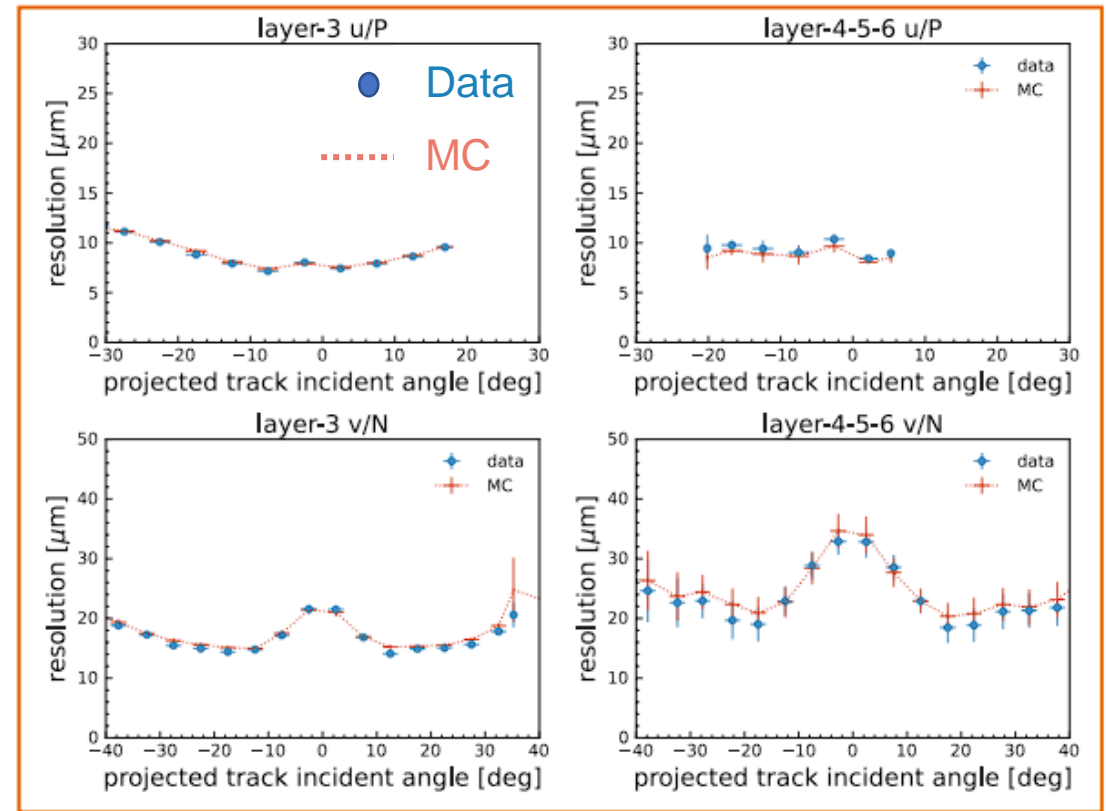 layer-3 u/P
30
25
20
15
10
5
0
resolution [μm]
Data
MC
−30 −20 −10 0 10 20 30
projected track incident angle [deg]
layer-4-5-6 u/P
30
25
20
15
10
5
0
resolution [μm]
data
MC
−30 −20 −10 0 10 20 30
projected track incident angle [deg]
layer-3 v/N
50
40
30
20
10
0
resolution [μm]
data
MC
−40 −30 −20 −10 0 10 20 30 40
projected track incident angle [deg]
layer-4-5-6 v/N
50
40
30
20
10
0
resolution [μm]
data
MC
−40 −30 −20 −10 0 10 20 30 40
projected track incident angle [deg]